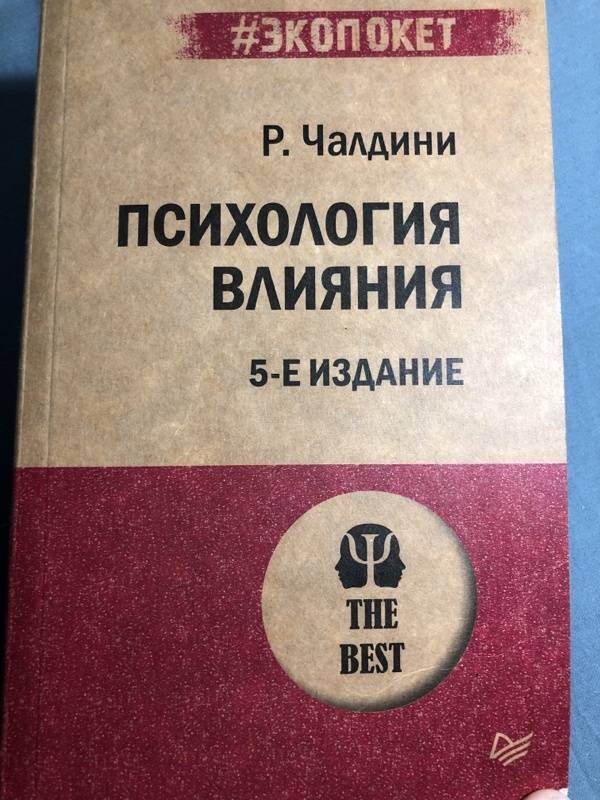 #ЭКОПОКЕТ
Р. Чалдини
ПСИХОЛОГИЯ
ВЛИЯНИЯ
5-Е ИЗДАНИЕ
Ψ
THE
BEST